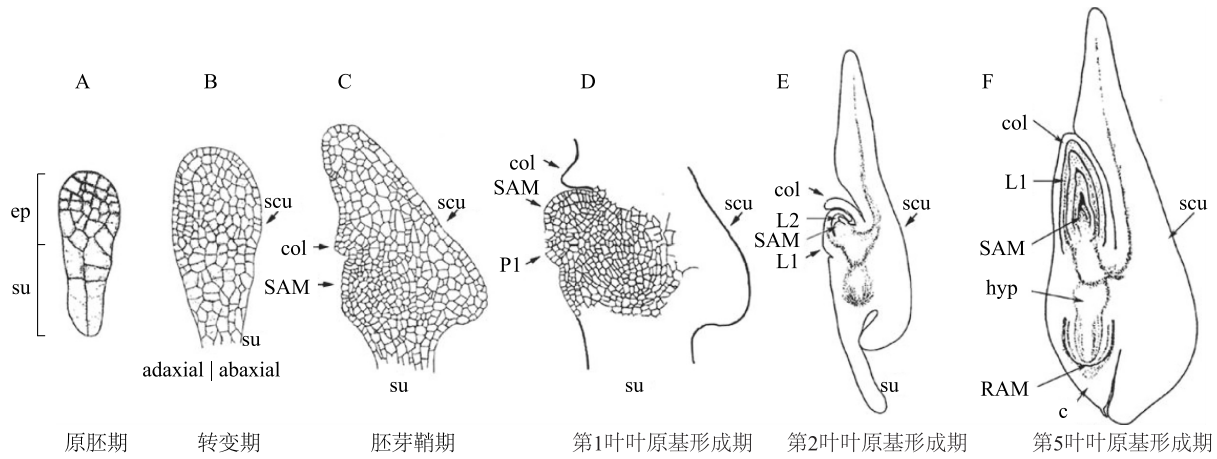 A
B
C
D
E
F
ep
su
scu
su
adaxial | abaxial
col
SAM
scu
su
col
SAM
P1
scu
su
col
L2
SAM
L1
scu
su
col
L1
SAM
hyp
RAM
c
scu
原胚期
转变期
胚芽鞘期
第1叶叶原基形成期
第2叶叶原基形成期
第5叶叶原基形成期